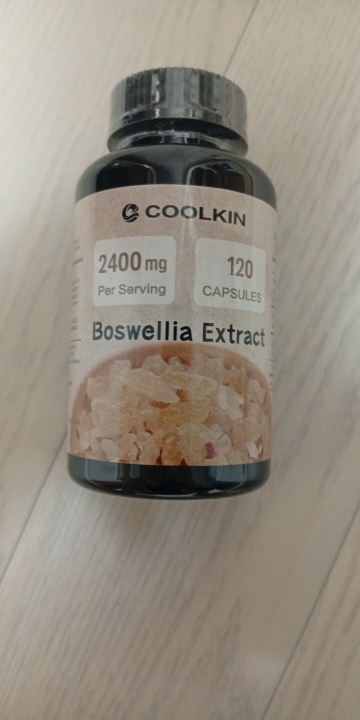 COOLKIN
2400 mg
Per Serving
120
CAPSULES
Boswellia Extract